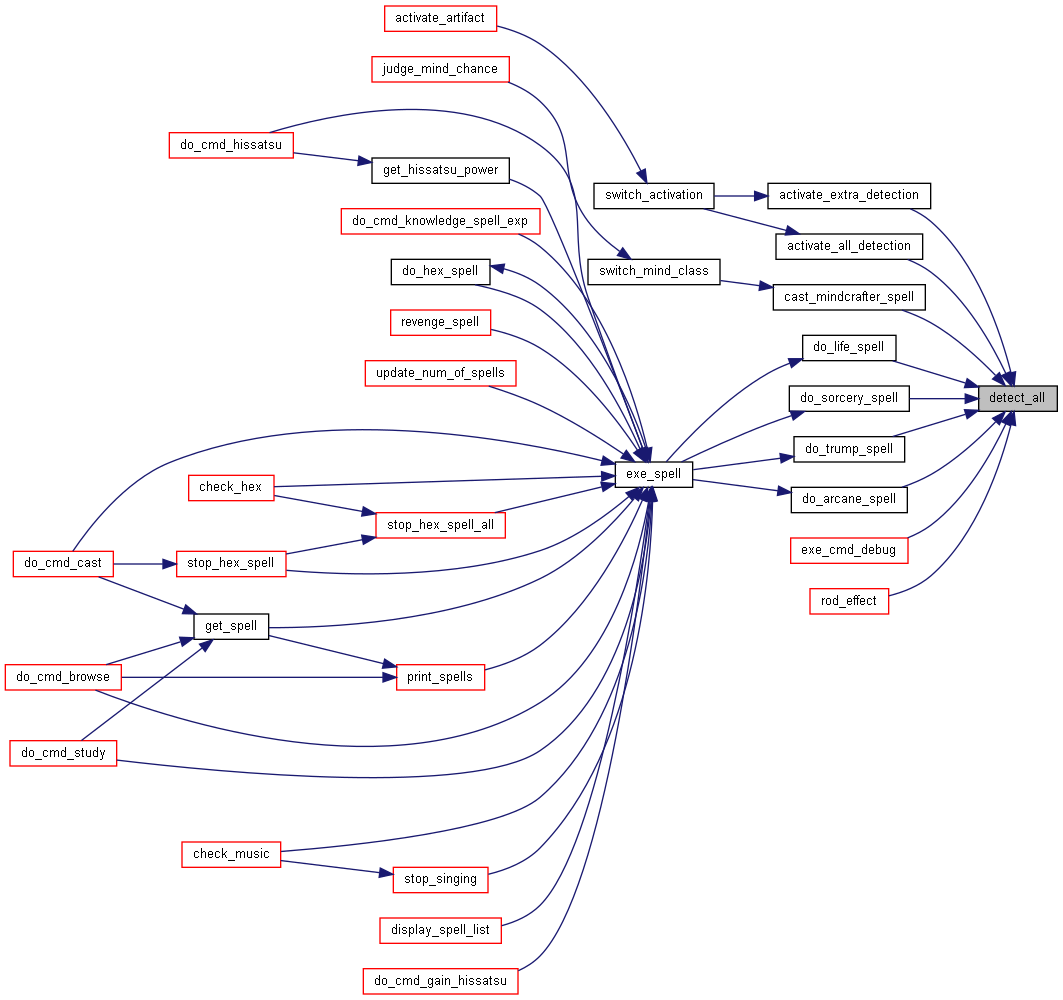 activate_artifact
judge_mind_chance
do_cmd_hissatsu
get_hissatsu_power
switch_activation
activate_extra_detection
do_cmd_knowledge_spell_exp
activate_all_detection
do_hex_spell
switch_mind_class
cast_mindcrafter_spell
revenge_spell
do_life_spell
update_num_of_spells
do_sorcery_spell
detect_all
do_trump_spell
exe_spell
check_hex
do_arcane_spell
stop_hex_spell_all
exe_cmd_debug
do_cmd_cast
stop_hex_spell
rod_effect
get_spell
do_cmd_browse
print_spells
do_cmd_study
check_music
stop_singing
display_spell_list
do_cmd_gain_hissatsu